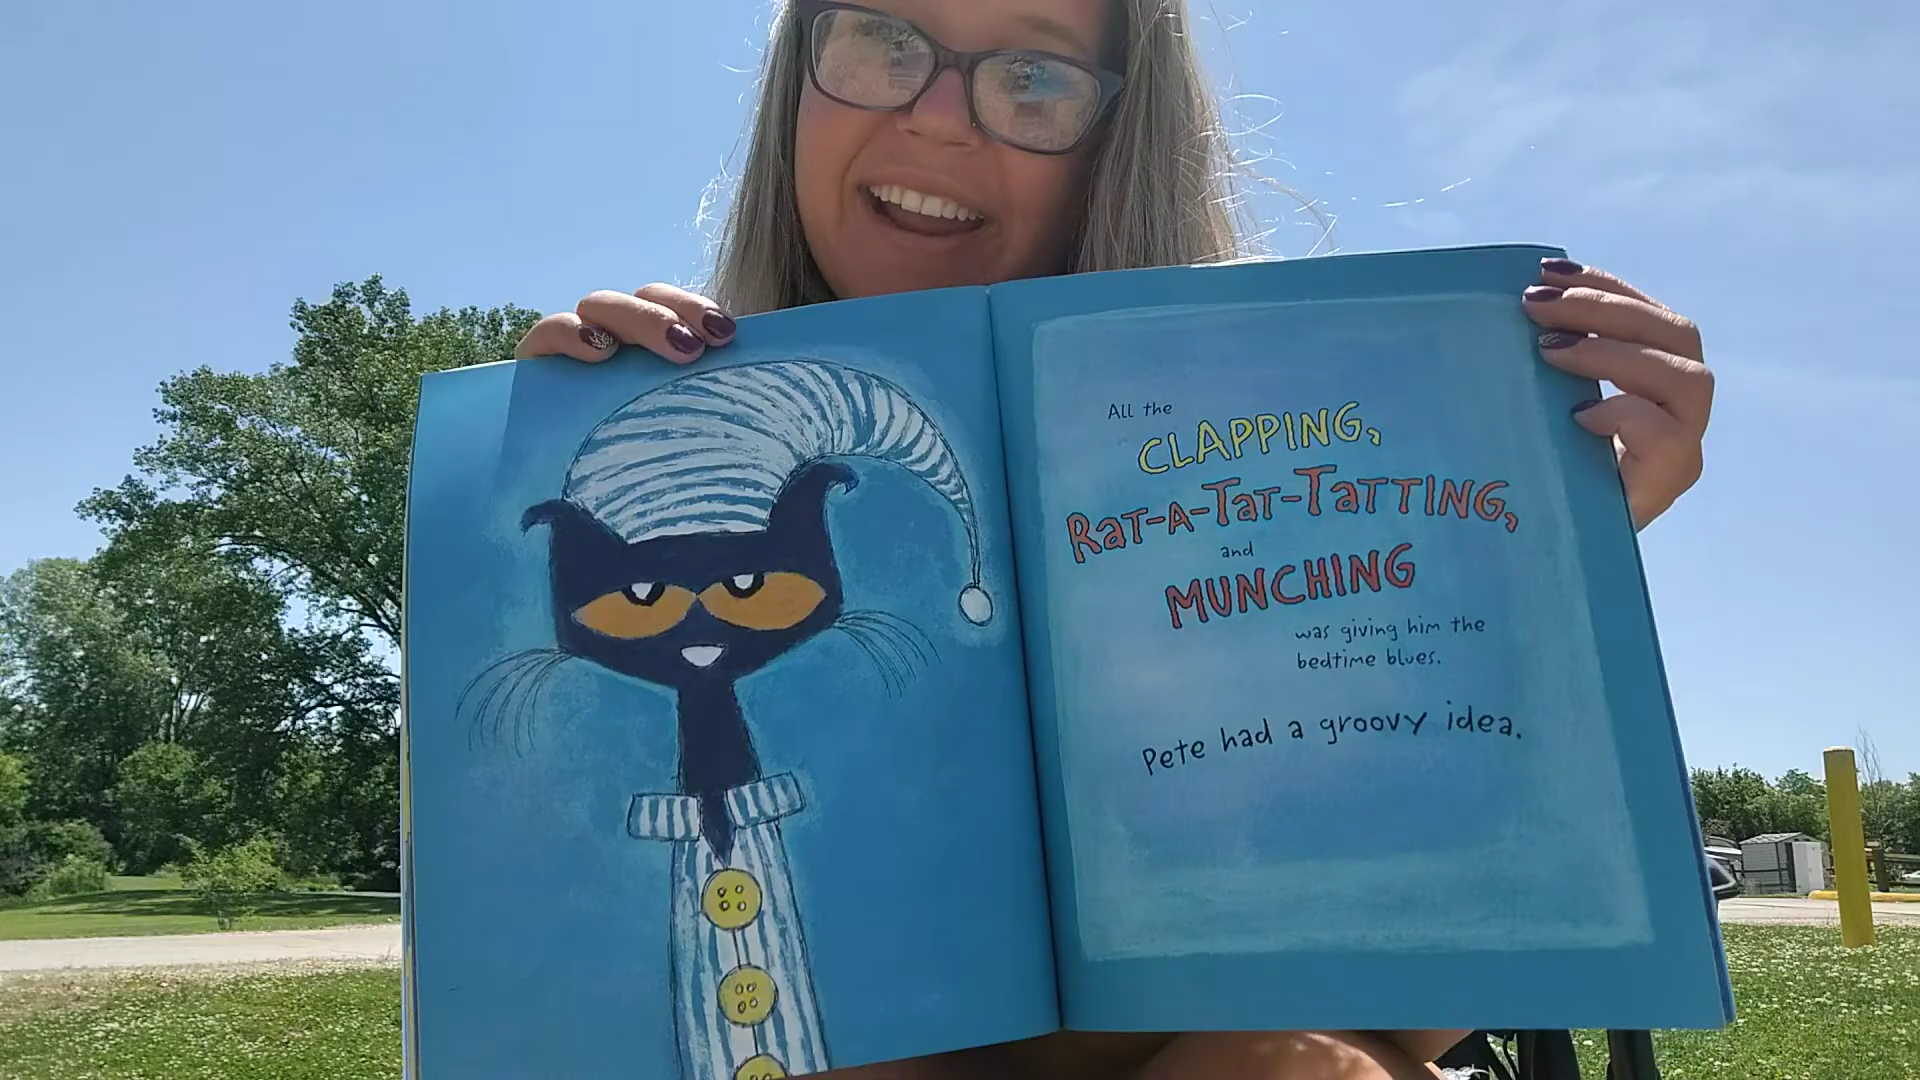 All the
CLAPPING,
RAT-A-TAT-TATTING,
and
MUNCHING
was giving him the
bedtime blues.
Pete had a groovy idea.